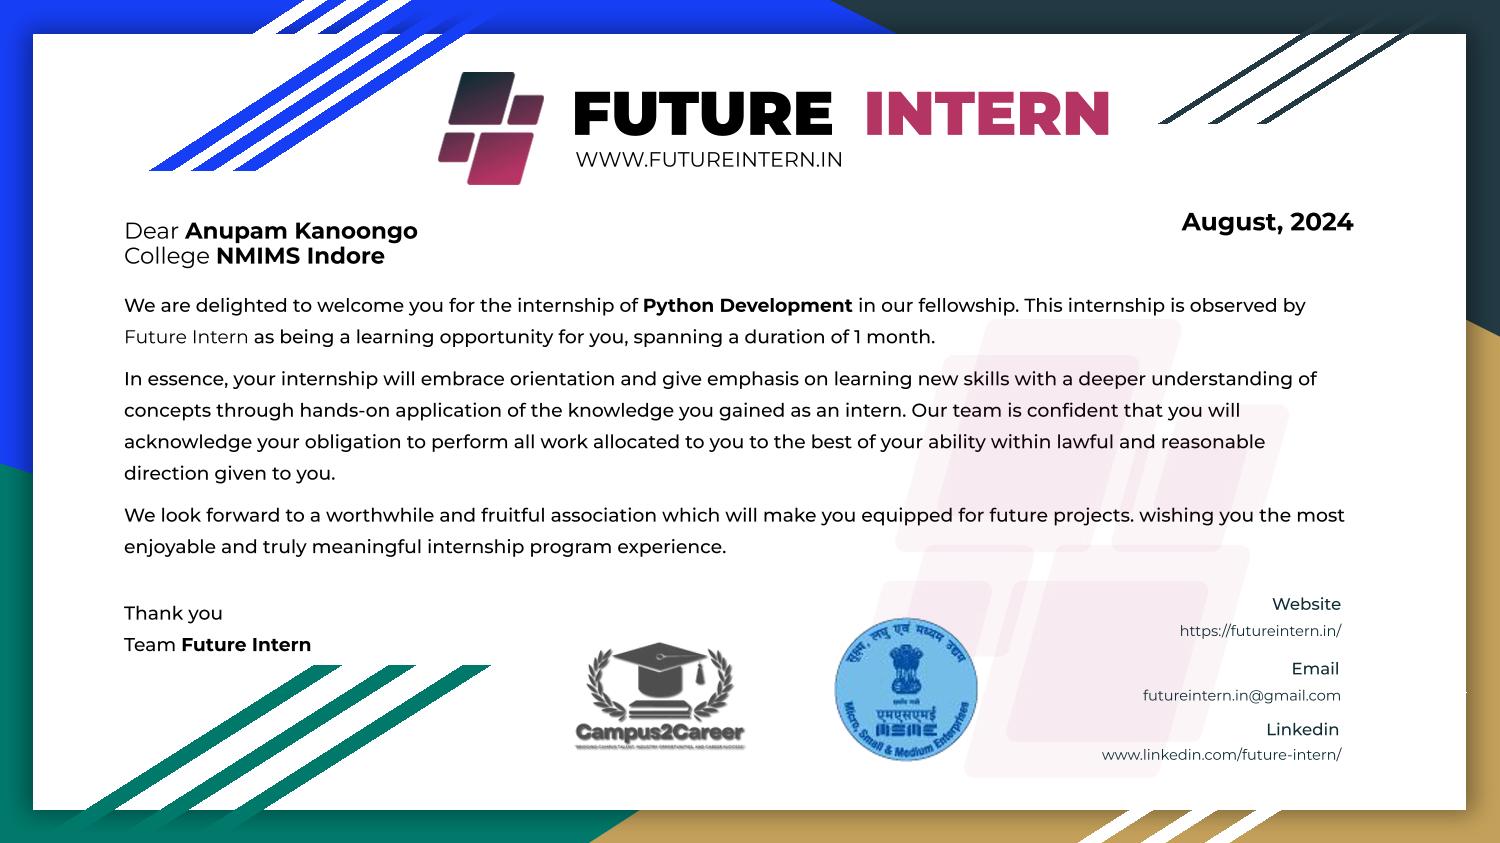 FUTURE INTERN
WWW.FUTUREINTERN.IN
August, 2024
Dear Anupam Kanoongo
College NMIMS Indore
We are delighted to welcome you for the internship of Python Development in our fellowship. This internship is observed by
Future Intern as being a learning opportunity for you, spanning a duration of 1 month.
In essence, your internship will embrace orientation and give emphasis on learning new skills with a deeper understanding of
concepts through hands-on application of the knowledge you gained as an intern. Our team is confident that you will
acknowledge your obligation to perform all work allocated to you to the best of your ability within lawful and reasonable
direction given to you.
We look forward to a worthwhile and fruitful association which will make you equipped for future projects. wishing you the most
enjoyable and truly meaningful internship program experience.
Thank you
Team Future Intern
Campus2Career
सूक्ष्म, लघु एवं मध्यम उद्यम
एमएसएमई
MSME
Micro, Small & Medium Enterprises
Website
https://futureintern.in/
Email
futureintern.in@gmail.com
Linkedin
www.linkedin.com/future-intern/